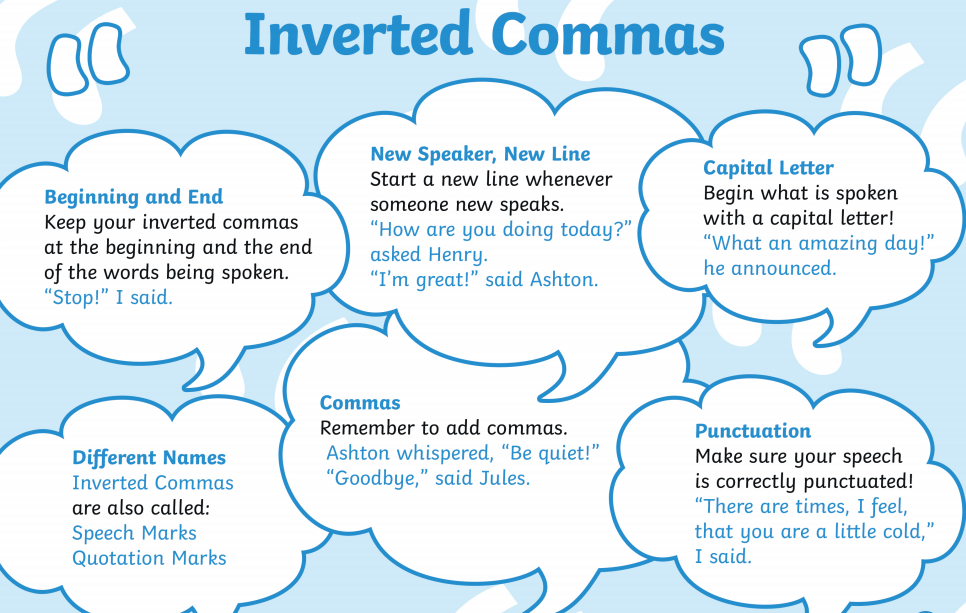 Inverted Commas
Beginning and End
Keep your inverted commas
at the beginning and the end
of the words being spoken.
“Stop!” I said.
New Speaker, New Line
Start a new line whenever
someone new speaks.
“How are you doing today?”
asked Henry.
“I’m great!” said Ashton.
Capital Letter
Begin what is spoken
with a capital letter!
“What an amazing day!”
he announced.
Different Names
Inverted Commas
are also called:
Speech Marks
Quotation Marks
Commas
Remember to add commas.
Ashton whispered, “Be quiet!”
“Goodbye,” said Jules.
Punctuation
Make sure your speech
is correctly punctuated!
“There are times, I feel,
that you are a little cold,”
I said.